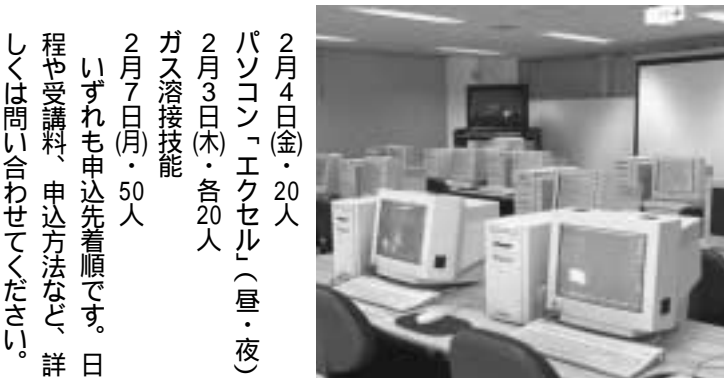 ２月４日㈮・20人
パソコン「エクセル」（昼・夜）
２月３日㈭・各20人
ガス溶接技能
２月７日㈪・50人
　いずれも申込先着順です。日
程や受講料、申込方法など、詳
しくは問い合わせてください。